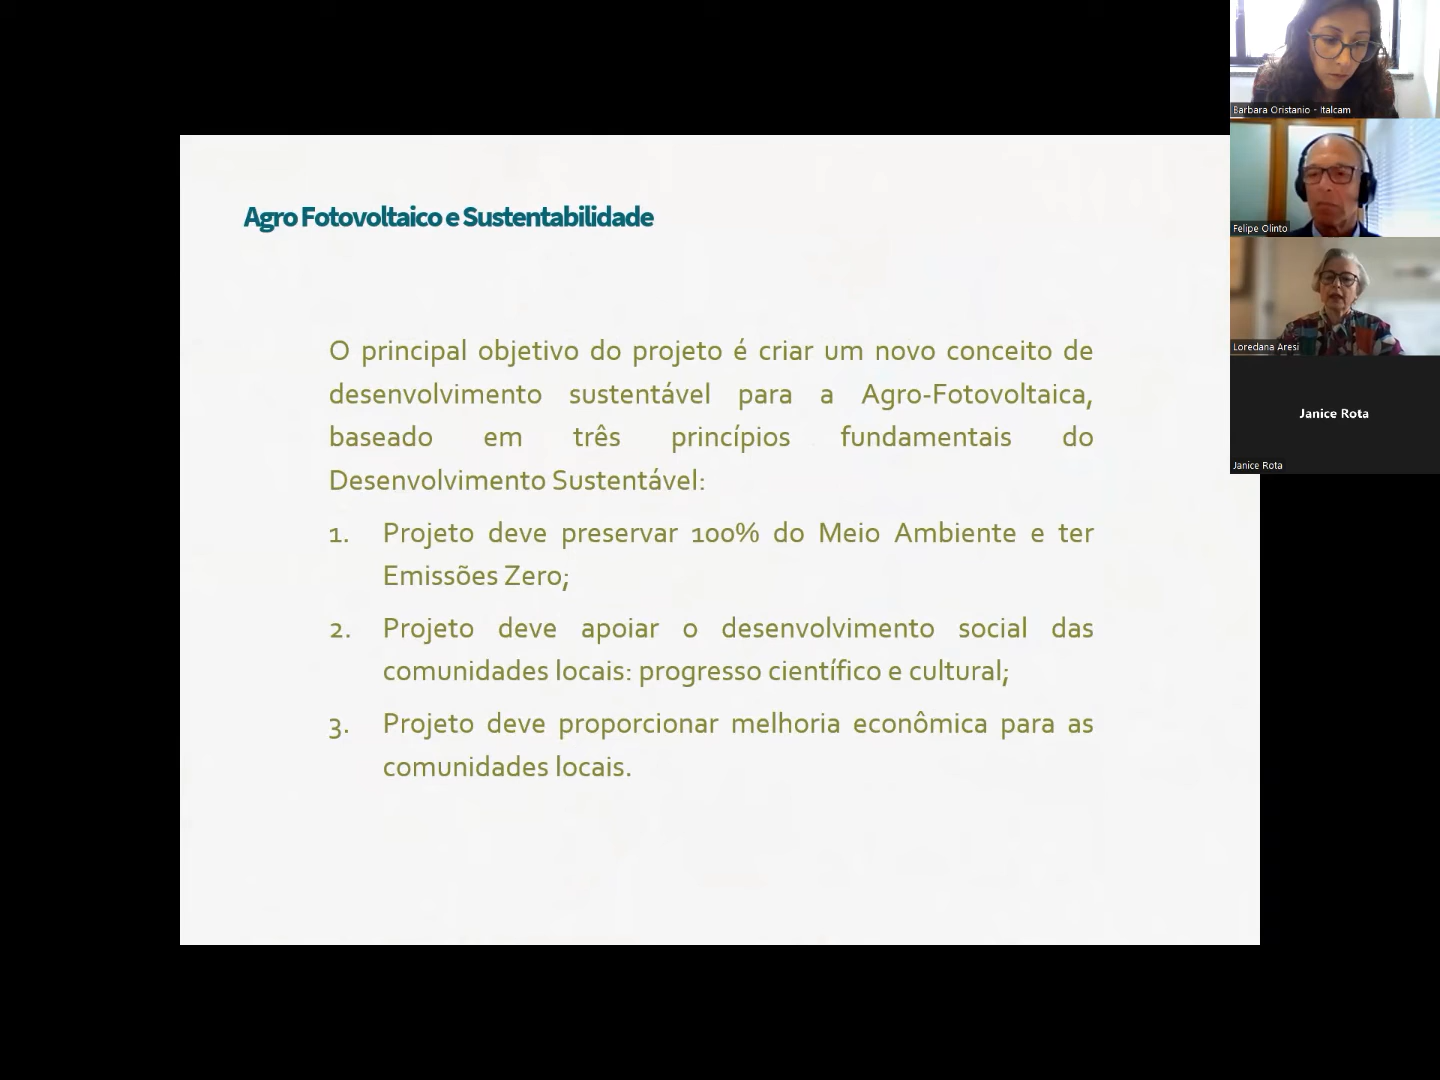 Agro Fotovoltaico e Sustentabilidade
O principal objetivo do projeto é criar um novo conceito de
desenvolvimento sustentável para a Agro-Fotovoltaica,
baseado em três princípios fundamentais do
Desenvolvimento Sustentável:
1. Projeto deve preservar 100% do Meio Ambiente e ter
Emissões Zero;
2. Projeto deve apoiar o desenvolvimento social das
comunidades locais: progresso científico e cultural;
3. Projeto deve proporcionar melhoria econômica para as
comunidades locais.
Barbara Oristanio - Italcam
Felipe Olinto
Loredana Aresi
Janice Rota
Janice Rota